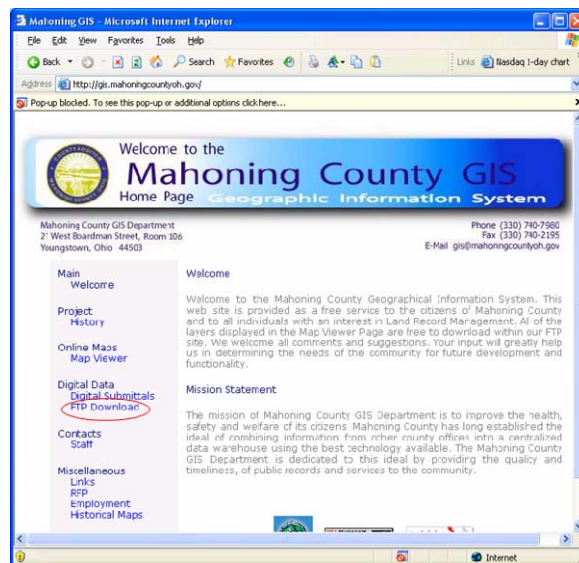 Mahoning GIS - Microsoft Internet Explorer
File Edit View Favorites Tools Help
Back Search Favorites Links Nasdaq 1-day chart
Address http://gis.mahoningcountyoh.gov/
Pop-up blocked. To see this pop-up or additional options click here...
Welcome to the
Mahoning County GIS
Home Page Geographic Information System
Mahoning County GIS Department Phone (330) 740-7980
21 West Boardman Street, Room 106 Fax (330) 740-2195
Youngstown, Ohio 44503 E-Mail gis@mahoningcountyoh.gov
Main
Welcome
Project
History
Online Maps
Map Viewer
Digital Data
Digital Submittals
FTP Download
Contacts
Staff
Miscellaneous
Links
RFP
Employment
Historical Maps
Welcome
Welcome to the Mahoning County Geographical Information System. This
web site is provided as a free service to the citizens of Mahoning County
and to all individuals with an interest in Land Record Management. All of the
layers displayed in the Map Viewer Page are free to download within our FTP
site. We welcome all comments and suggestions. Your input will greatly help
us in determining the needs of the community for future development and
functionality.
Mission Statement
The mission of Mahoning County GIS Department is to improve the health,
safety and welfare of its citizens. Mahoning County has long established the
ideal of combining information from other county offices into a centralized
data warehouse using the best technology available. The Mahoning County
GIS Department is dedicated to this ideal by providing the quality and
timeliness, of public records and services to the community.
Internet